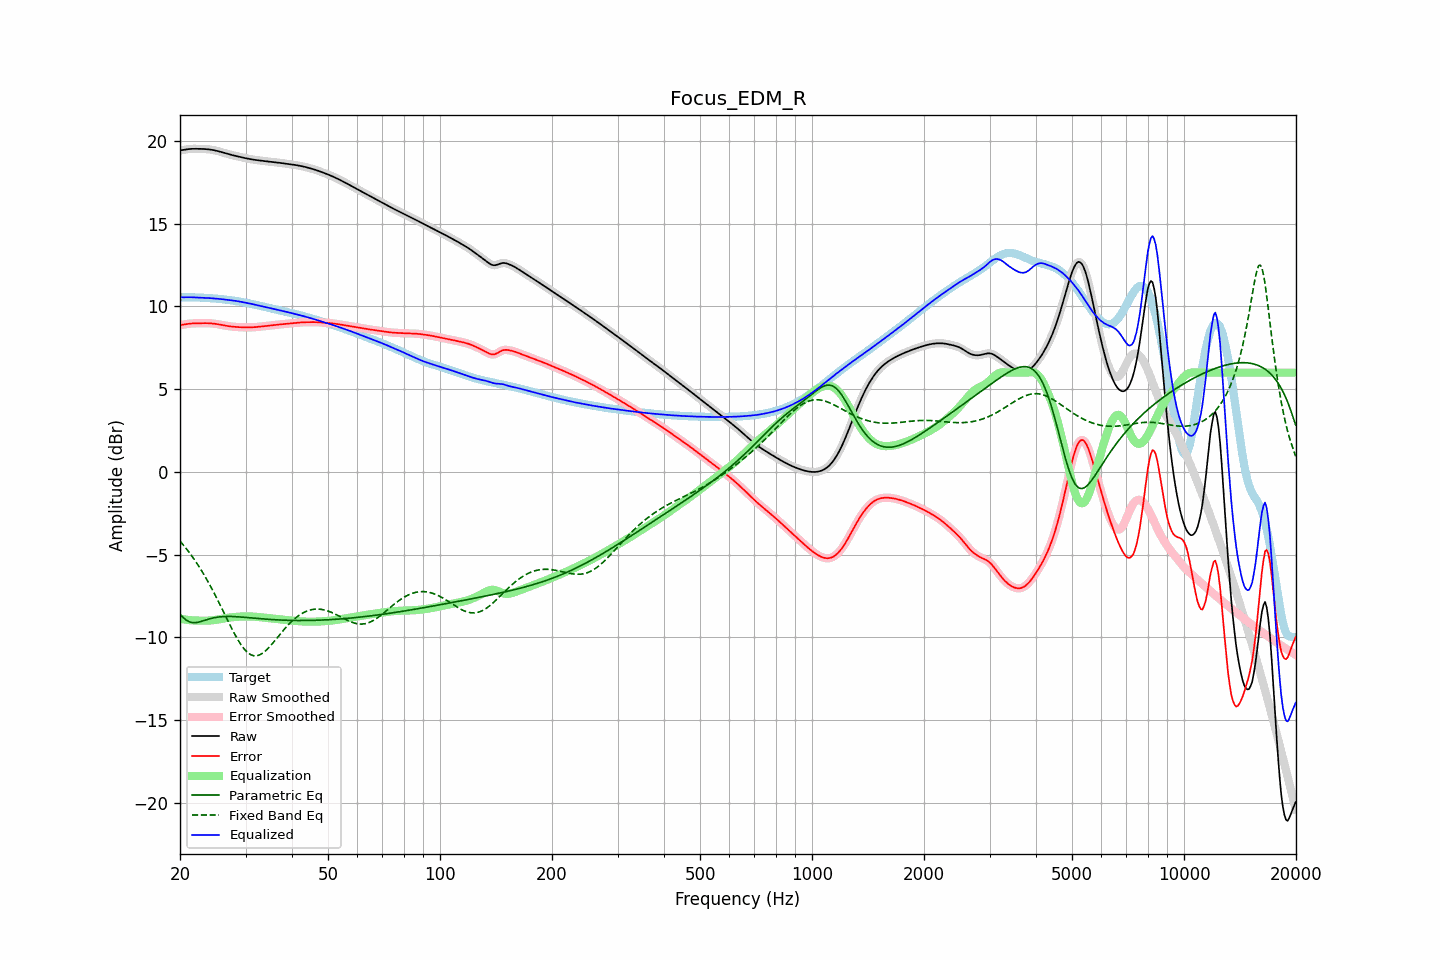 Focus_EDM_R
Amplitude (dBr)
20
15
10
5
0
−5
−10
−15
−20
Target
Raw Smoothed
Error Smoothed
Raw
Error
Equalization
Parametric Eq
Fixed Band Eq
Equalized
20 50 100 200 500 1000 2000 5000 10000 20000
Frequency (Hz)